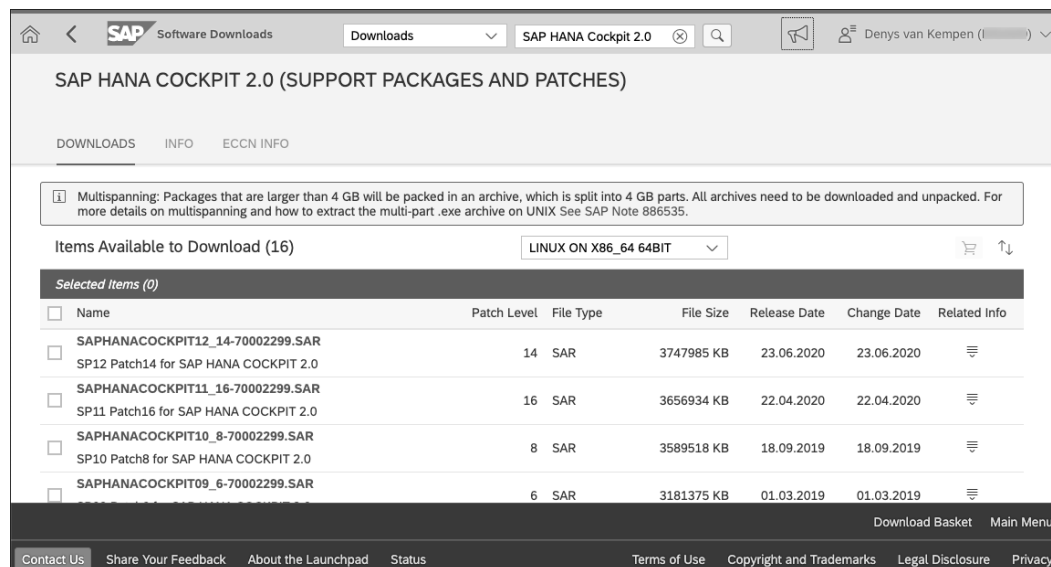 SAP Software Downloads Downloads SAP HANA Cockpit 2.0 Denys van Kempen (I )
SAP HANA COCKPIT 2.0 (SUPPORT PACKAGES AND PATCHES)
DOWNLOADS INFO ECCN INFO
Multispanning: Packages that are larger than 4 GB will be packed in an archive, which is split into 4 GB parts. All archives need to be downloaded and unpacked. For
more details on multispanning and how to extract the multi-part .exe archive on UNIX See SAP Note 886535.
Items Available to Download (16) LINUX ON X86_64 64BIT
Selected Items (0)
Name Patch Level File Type File Size Release Date Change Date Related Info
SAPHANACOCKPIT12_14-70002299.SAR
14 SAR 3747985 KB 23.06.2020 23.06.2020
SP12 Patch14 for SAP HANA COCKPIT 2.0
SAPHANACOCKPIT11_16-70002299.SAR
16 SAR 3656934 KB 22.04.2020 22.04.2020
SP11 Patch16 for SAP HANA COCKPIT 2.0
SAPHANACOCKPIT10_8-70002299.SAR
8 SAR 3589518 KB 18.09.2019 18.09.2019
SP10 Patch8 for SAP HANA COCKPIT 2.0
SAPHANACOCKPIT09_6-70002299.SAR
6 SAR 3181375 KB 01.03.2019 01.03.2019
Download Basket Main Menu
Contact Us Share Your Feedback About the Launchpad Status Terms of Use Copyright and Trademarks Legal Disclosure Privacy